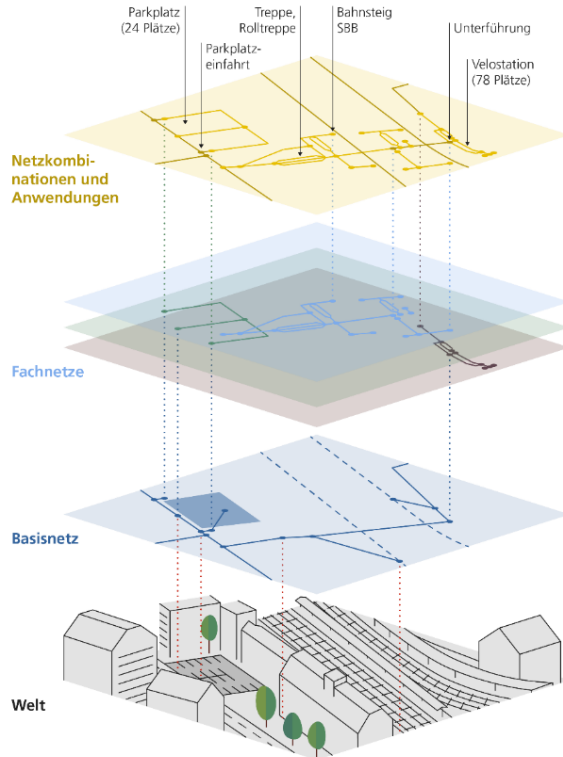 Parkplatz
(24 Plätze)
Parkplatz-
einfahrt
Treppe,
Rolltreppe
Bahnsteig
SBB
Unterführung
Velostation
(78 Plätze)
Netzkombi-
nationen und
Anwendungen
Fachnetze
Basisnetz
Welt